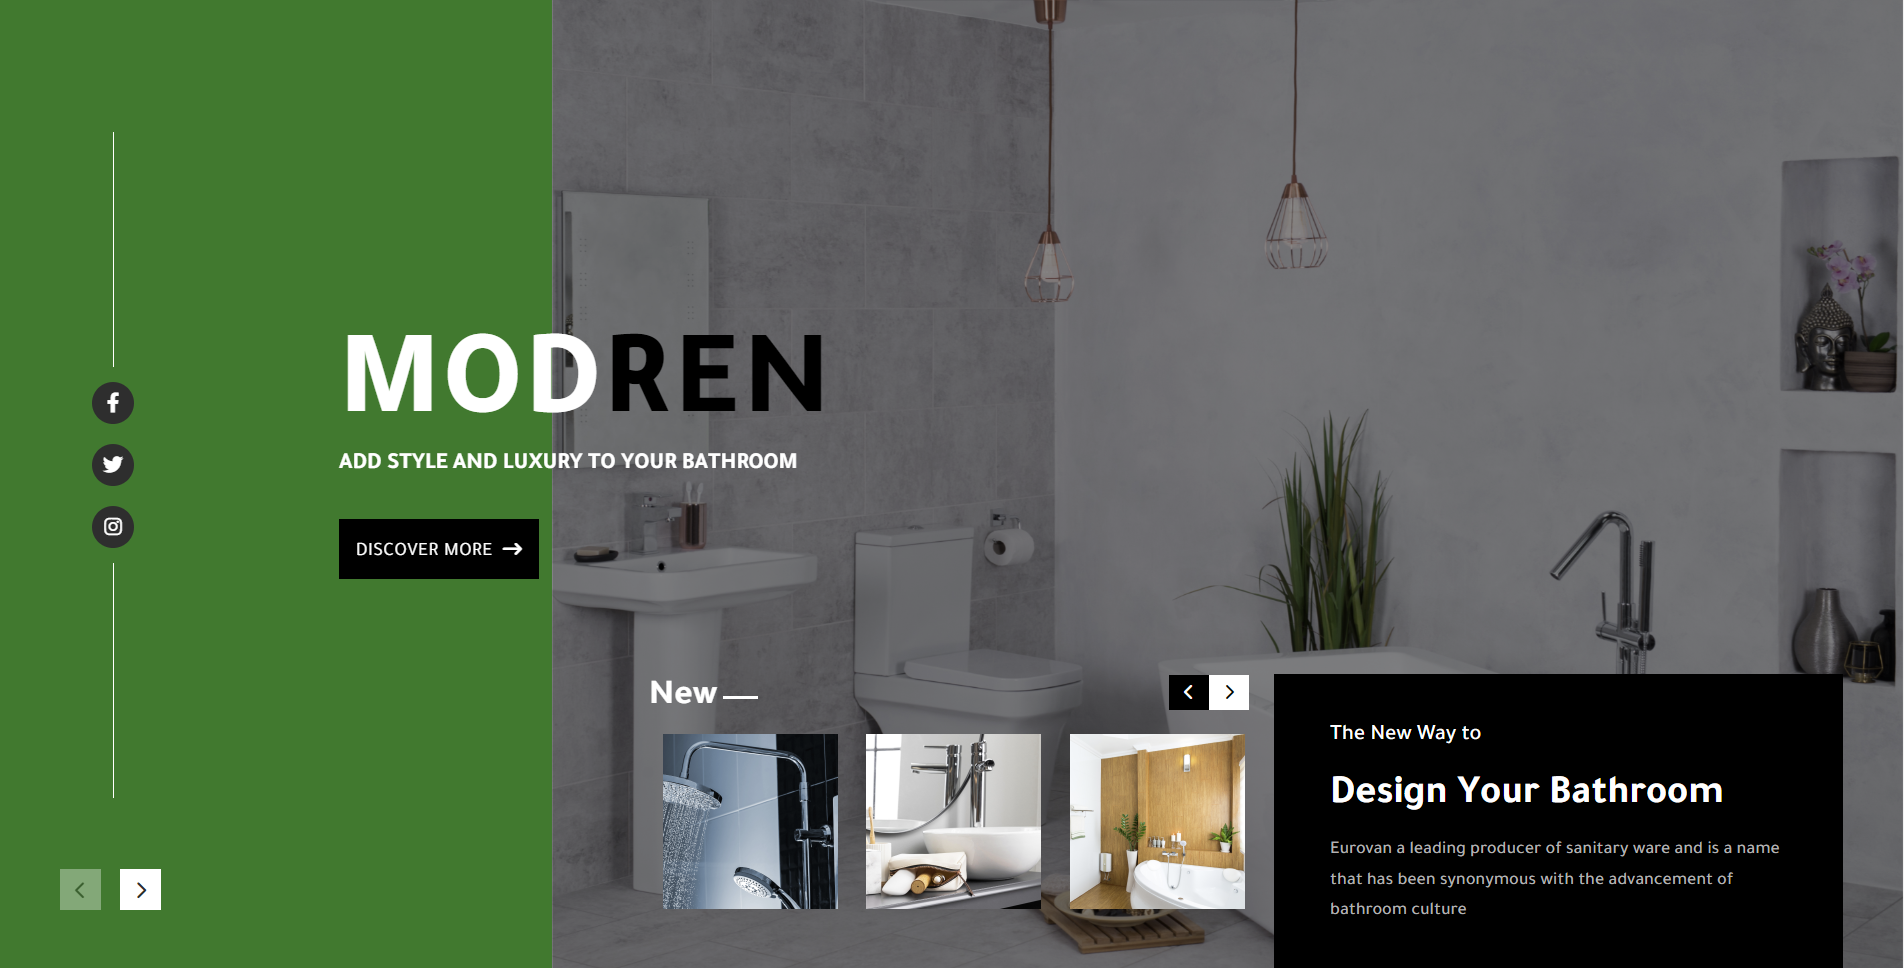 MODREN
ADD STYLE AND LUXURY TO YOUR BATHROOM
DISCOVER MORE
New
The New Way to
Design Your Bathroom
Eurovan a leading producer of sanitary ware and is a name
that has been synonymous with the advancement of
bathroom culture